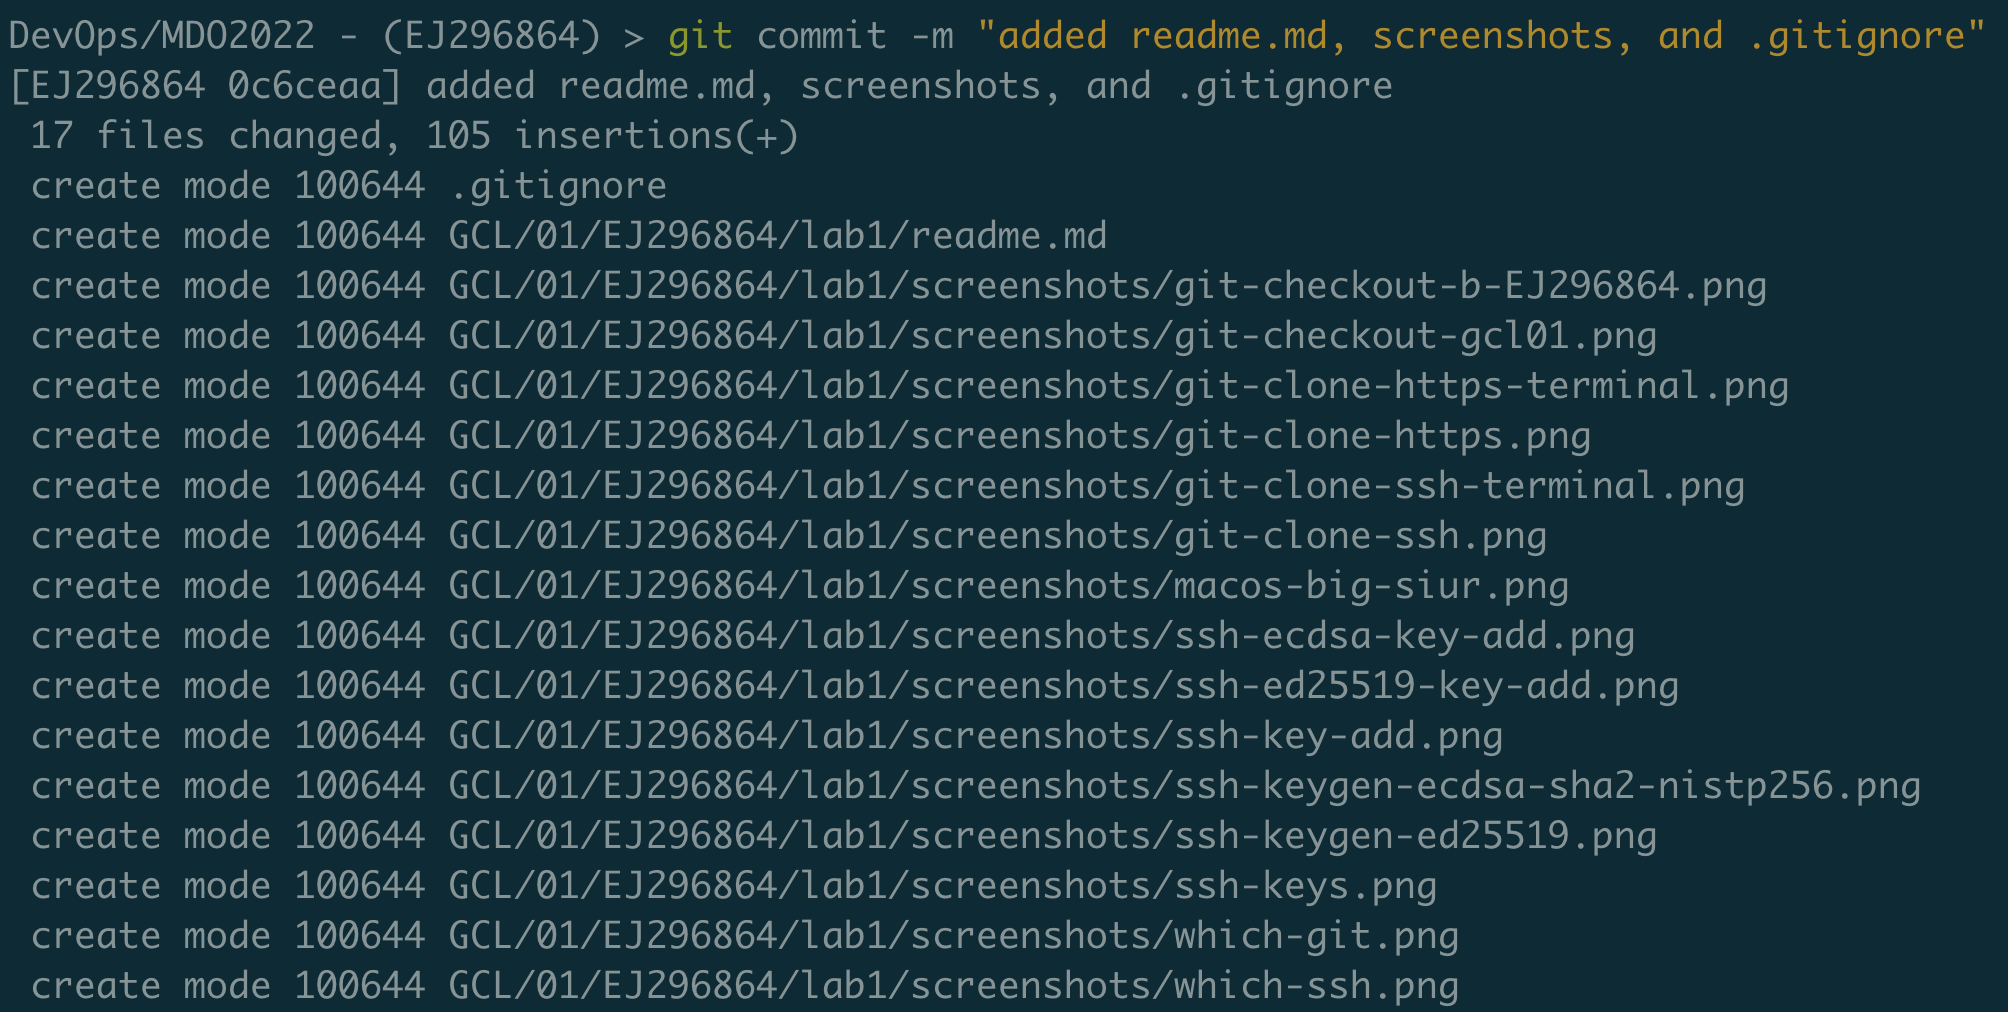 DevOps/MDO2022 - (EJ296864) > git commit -m "added readme.md, screenshots, and .gitignore"
[EJ296864 0c6ceaa] added readme.md, screenshots, and .gitignore
 17 files changed, 105 insertions(+)
 create mode 100644 .gitignore
 create mode 100644 GCL/01/EJ296864/lab1/readme.md
 create mode 100644 GCL/01/EJ296864/lab1/screenshots/git-checkout-b-EJ296864.png
 create mode 100644 GCL/01/EJ296864/lab1/screenshots/git-checkout-gcl01.png
 create mode 100644 GCL/01/EJ296864/lab1/screenshots/git-clone-https-terminal.png
 create mode 100644 GCL/01/EJ296864/lab1/screenshots/git-clone-https.png
 create mode 100644 GCL/01/EJ296864/lab1/screenshots/git-clone-ssh-terminal.png
 create mode 100644 GCL/01/EJ296864/lab1/screenshots/git-clone-ssh.png
 create mode 100644 GCL/01/EJ296864/lab1/screenshots/macos-big-siur.png
 create mode 100644 GCL/01/EJ296864/lab1/screenshots/ssh-ecdsa-key-add.png
 create mode 100644 GCL/01/EJ296864/lab1/screenshots/ssh-ed25519-key-add.png
 create mode 100644 GCL/01/EJ296864/lab1/screenshots/ssh-key-add.png
 create mode 100644 GCL/01/EJ296864/lab1/screenshots/ssh-keygen-ecdsa-sha2-nistp256.png
 create mode 100644 GCL/01/EJ296864/lab1/screenshots/ssh-keygen-ed25519.png
 create mode 100644 GCL/01/EJ296864/lab1/screenshots/ssh-keys.png
 create mode 100644 GCL/01/EJ296864/lab1/screenshots/which-git.png
 create mode 100644 GCL/01/EJ296864/lab1/screenshots/which-ssh.png